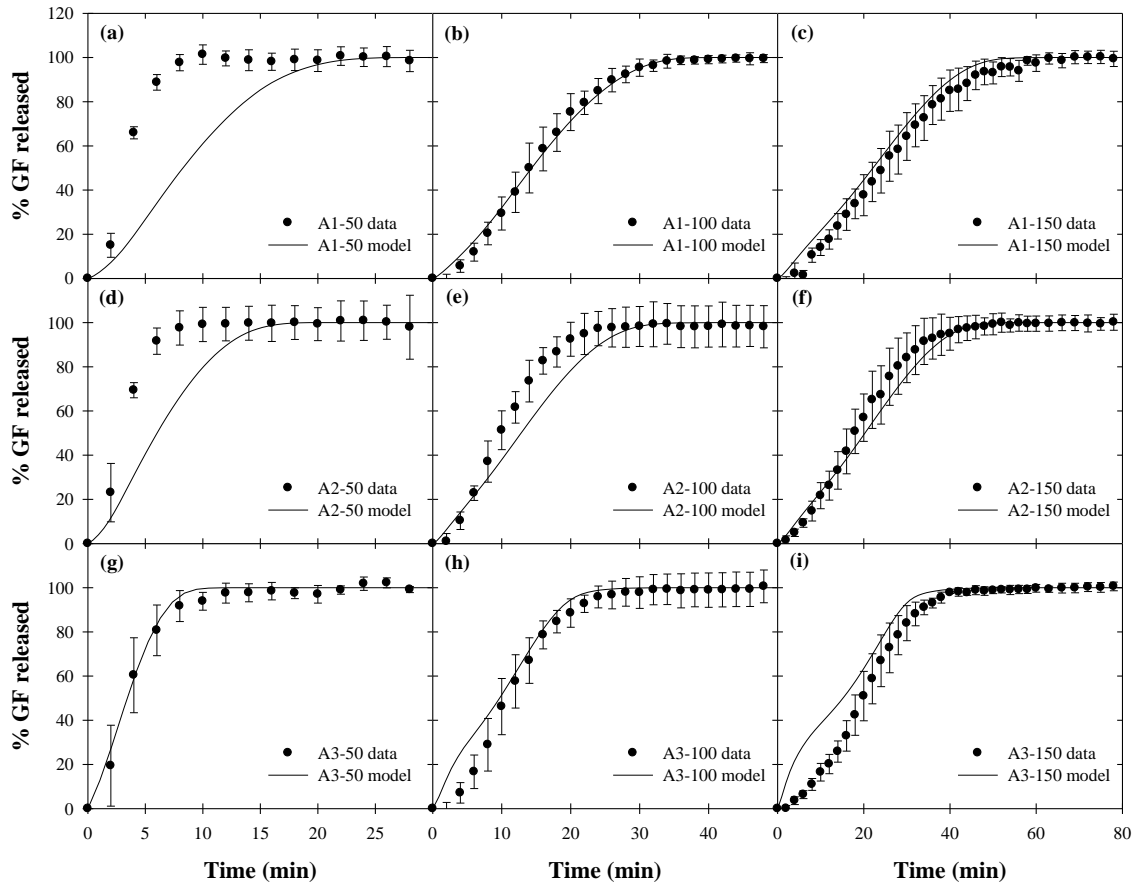 (a)
(b)
(c)
120
100
80
60
40
20
0
% GF released
A1-50 data
A1-50 model
A1-100 data
A1-100 model
A1-150 data
A1-150 model
(d)
(e)
(f)
100
80
60
40
20
0
% GF released
A2-50 data
A2-50 model
A2-100 data
A2-100 model
A2-150 data
A2-150 model
(g)
(h)
(i)
100
80
60
40
20
0
% GF released
A3-50 data
A3-50 model
A3-100 data
A3-100 model
A3-150 data
A3-150 model
0 5 10 15 20 25 0 10 20 30 40 0 20 40 60 80
Time (min) Time (min) Time (min)